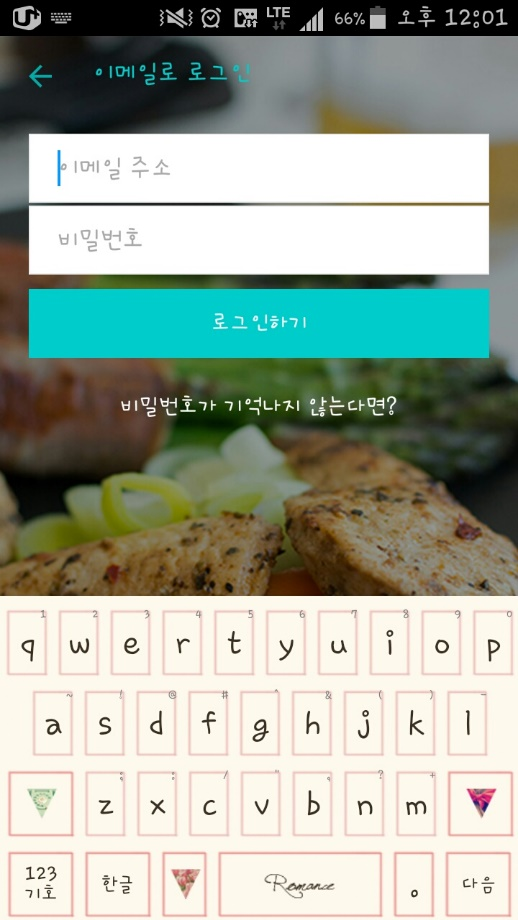 LTE 66% 오후 12:01
이메일로 로그인
이메일 주소
비밀번호
로그인하기
비밀번호가 기억나지 않는다면?
1 2 3 4 5 6 7 8 9 0
q w e r t y u i o p
~ ! @ # ^ & ( ) -
a s d f g h j k l
; : / " , ? +
z x c v b n m
123
기호 한글 Romance . 다음